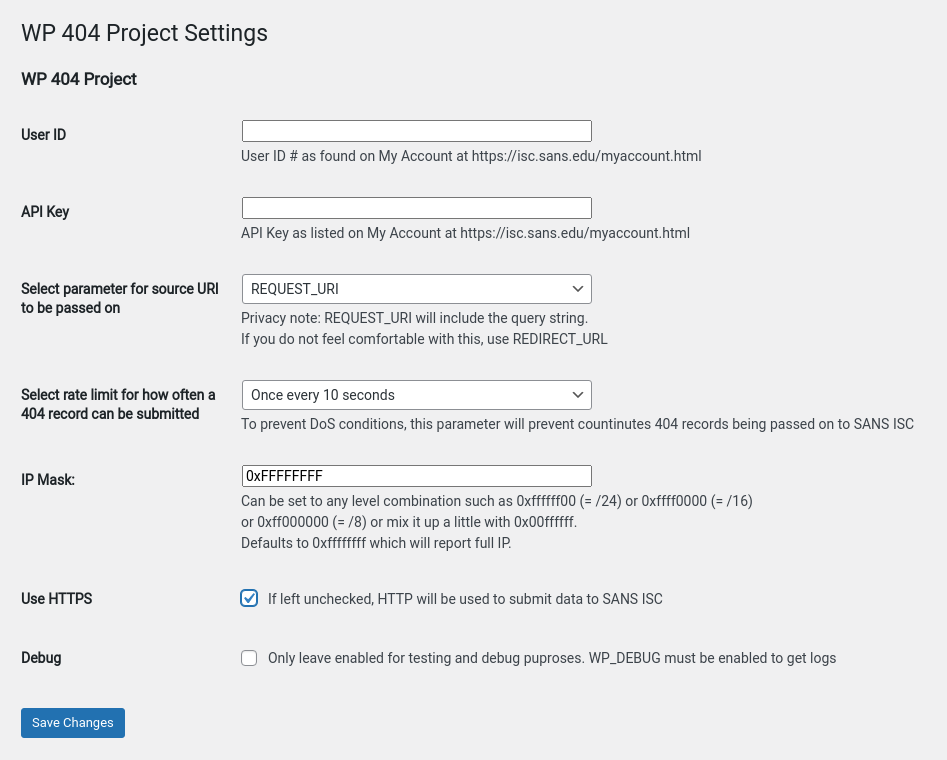 WP 404 Project Settings
WP 404 Project
User ID
User ID # as found on My Account at https://isc.sans.edu/myaccount.html
API Key
API Key as listed on My Account at https://isc.sans.edu/myaccount.html
Select parameter for source URI
to be passed on
REQUEST_URI
Privacy note: REQUEST_URI will include the query string.
If you do not feel comfortable with this, use REDIRECT_URL
Select rate limit for how often a
404 record can be submitted
Once every 10 seconds
To prevent DoS conditions, this parameter will prevent countinutes 404 records being passed on to SANS ISC
IP Mask:
0xFFFFFFFF
Can be set to any level combination such as 0xffffff00 (= /24) or 0xffff0000 (= /16)
or 0xff000000 (= /8) or mix it up a little with 0x00ffffff.
Defaults to 0xffffffff which will report full IP.
Use HTTPS
If left unchecked, HTTP will be used to submit data to SANS ISC
Debug
Only leave enabled for testing and debug puproses. WP_DEBUG must be enabled to get logs
Save Changes